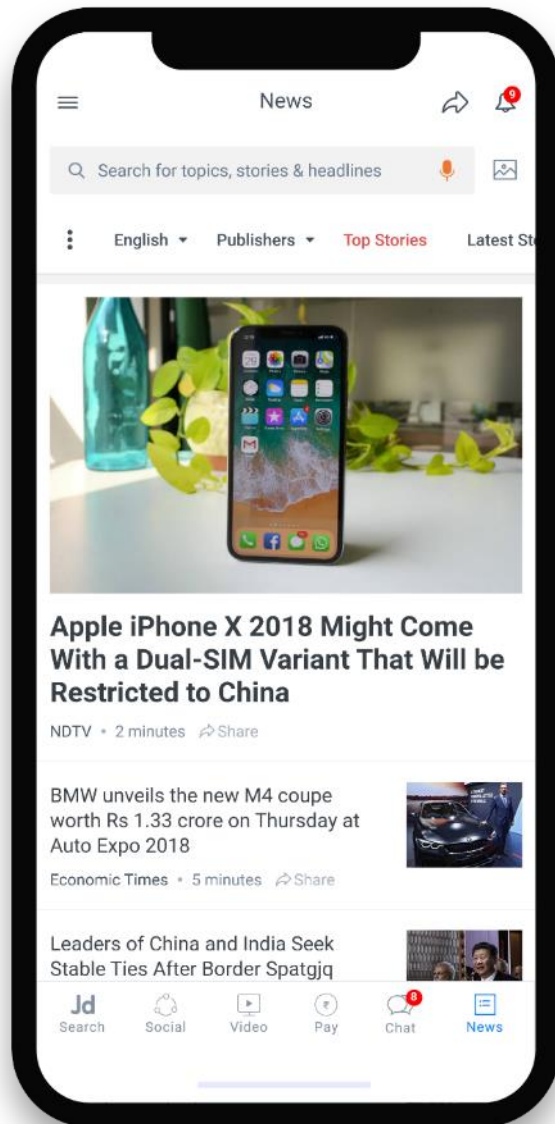 News
9
Search for topics, stories & headlines
English Publishers Top Stories Latest St
Apple iPhone X 2018 Might Come
With a Dual-SIM Variant That Will be
Restricted to China
NDTV • 2 minutes Share
BMW unveils the new M4 coupe
worth Rs 1.33 crore on Thursday at
Auto Expo 2018
Economic Times • 5 minutes Share
Leaders of China and India Seek
Stable Ties After Border Spatgjq
8
Jd
Search Social Video Pay Chat News